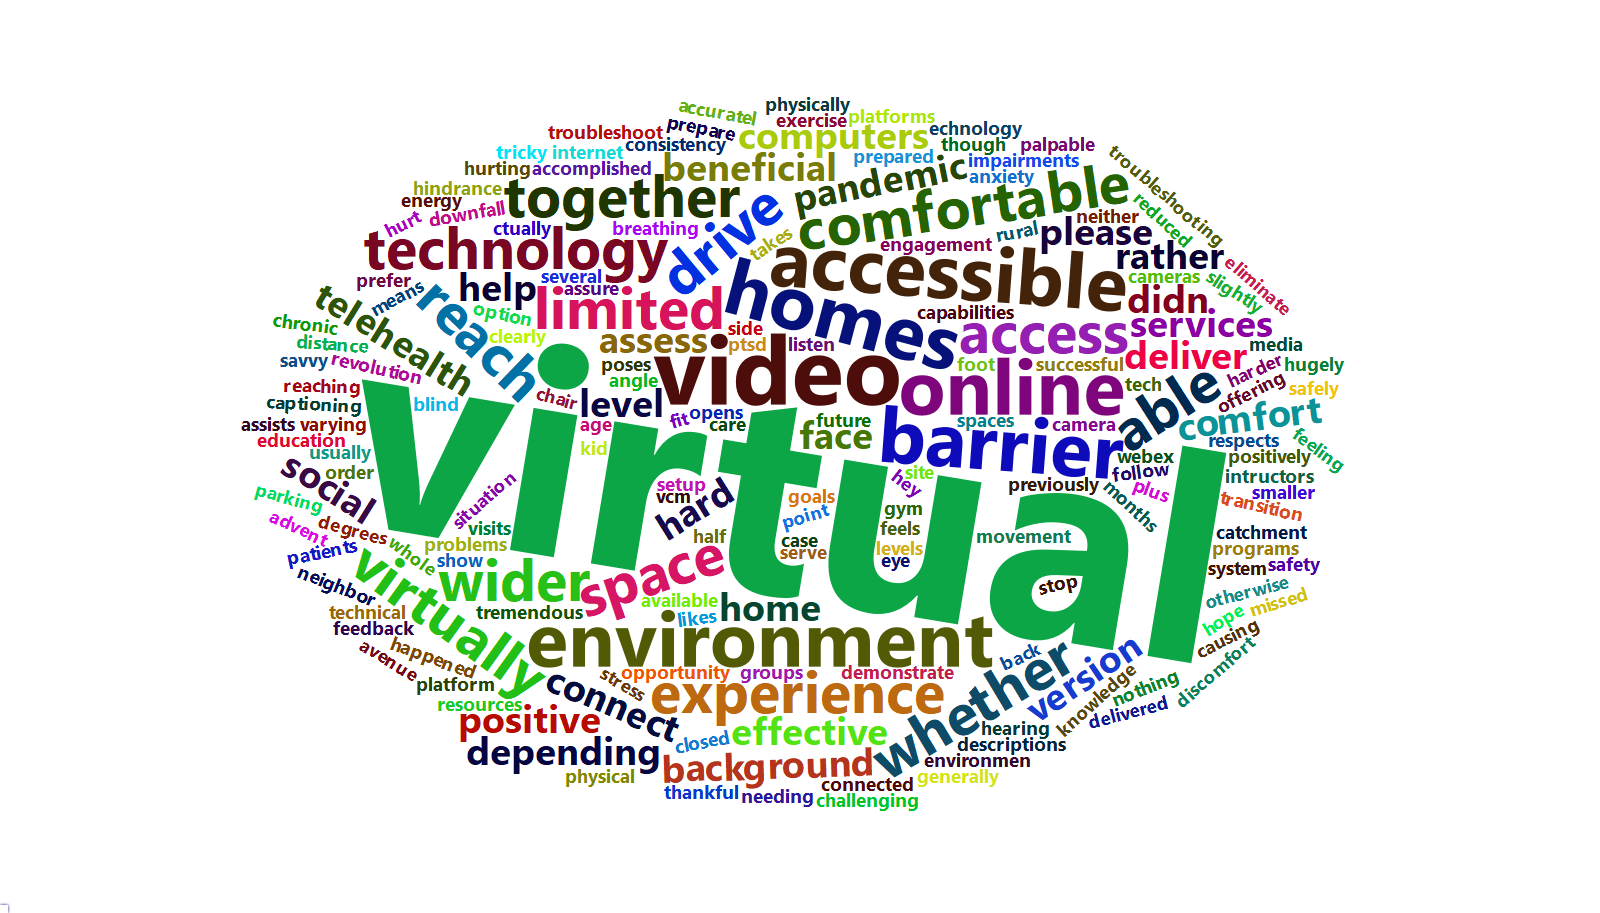 accuratel
physically
exercise
platforms
troubleshoot
prepare
computers
echnology
consistency
though
palpable
tricky
internet
beneficial
prepared
impairments
troubleshooting
hurting
accomplished
pandemic
anxiety
hindrance
together
drive
comfortable
reduced
energy
hurt
downfall
ctually
breathing
takes
engagement
rural
neither
please
technology
accessible
rather
prefer
means
reach
help
several
assure
homes
cameras
slightly
eliminate
telehealth
option
limited
capabilities
didn
chronic
clearly
side
access
services
distance
assess
ptsd
listen
deliver
media
savvy
revolution
poses
video
foot
successful
harder
hugely
reaching
angle
online
tech
offering
safely
captioning
blind
chair
level
fit
opens
able
assists
varying
age
care
face
future
spaces
camera
comfort
education
virtual
barrier
respects
usually
kid
webex
positively
feeling
social
order
site
follow
intructors
parking
situation
setup
hey
previously
plus
smaller
vcm
hard
goals
months
transition
advent
degrees
visits
point
gym
feels
catchment
patients
whole
problems
half
case
movement
programs
show
space
serve
levels
eye
system
safety
neighbor
virtually
wider
stop
otherwise
technical
tremendous
available
home
hope
missed
feedback
likes
causing
avenue
happened
environment
back
discomfort
platform
stress
opportunity
groups
demonstrate
whether
version
knowledge
nothing
resources
connect
experience
delivered
positive
closed
effective
hearing
depending
descriptions
physical
background
environmen
connected
generally
thankful
needing
challenging